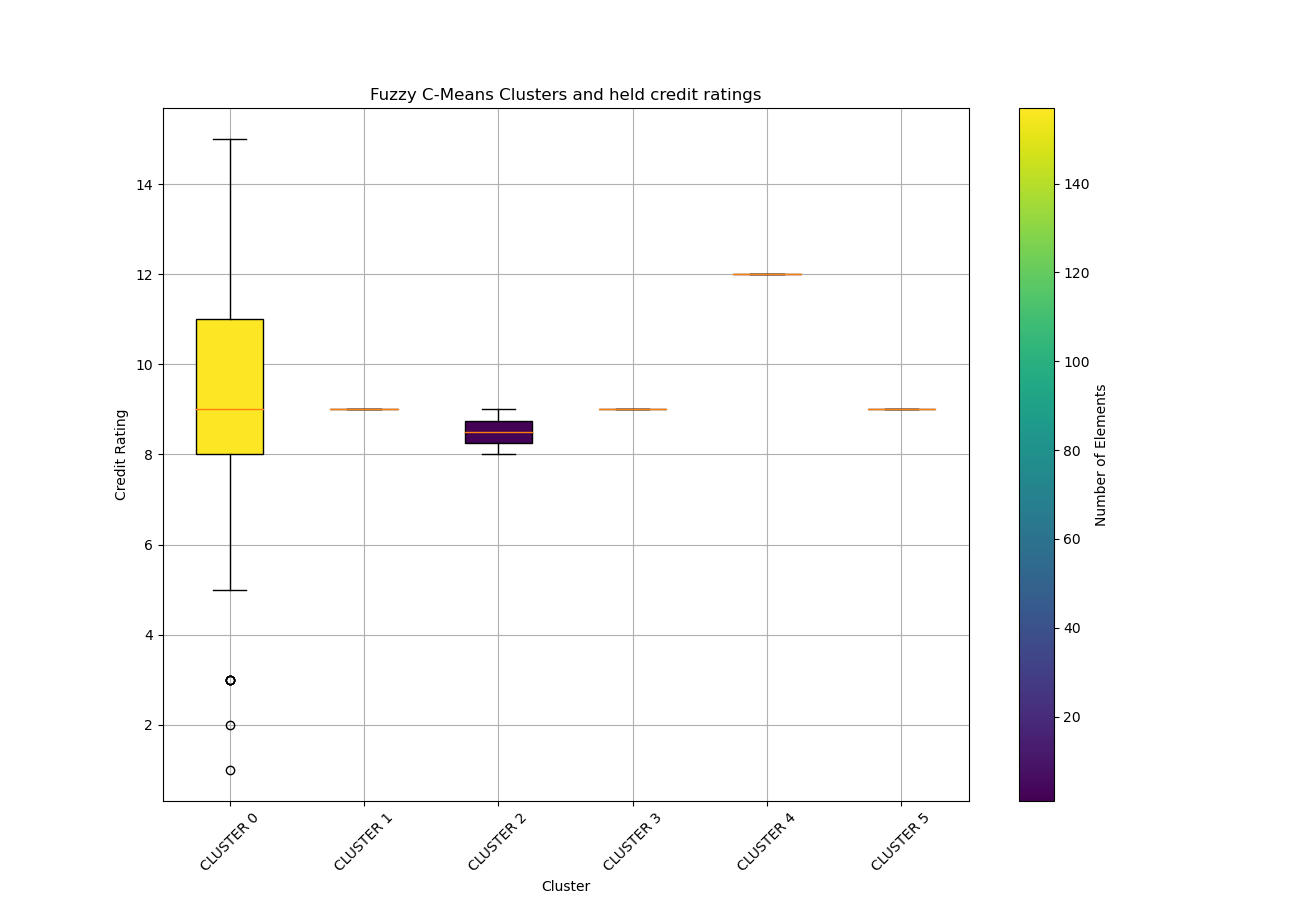 Fuzzy C-Means Clusters and held credit ratings
14
12
10
8
6
4
2
Credit Rating
CLUSTER 0
CLUSTER 1
CLUSTER 2
CLUSTER 3
CLUSTER 4
CLUSTER 5
Cluster
140
120
100
80
60
40
20
Number of Elements